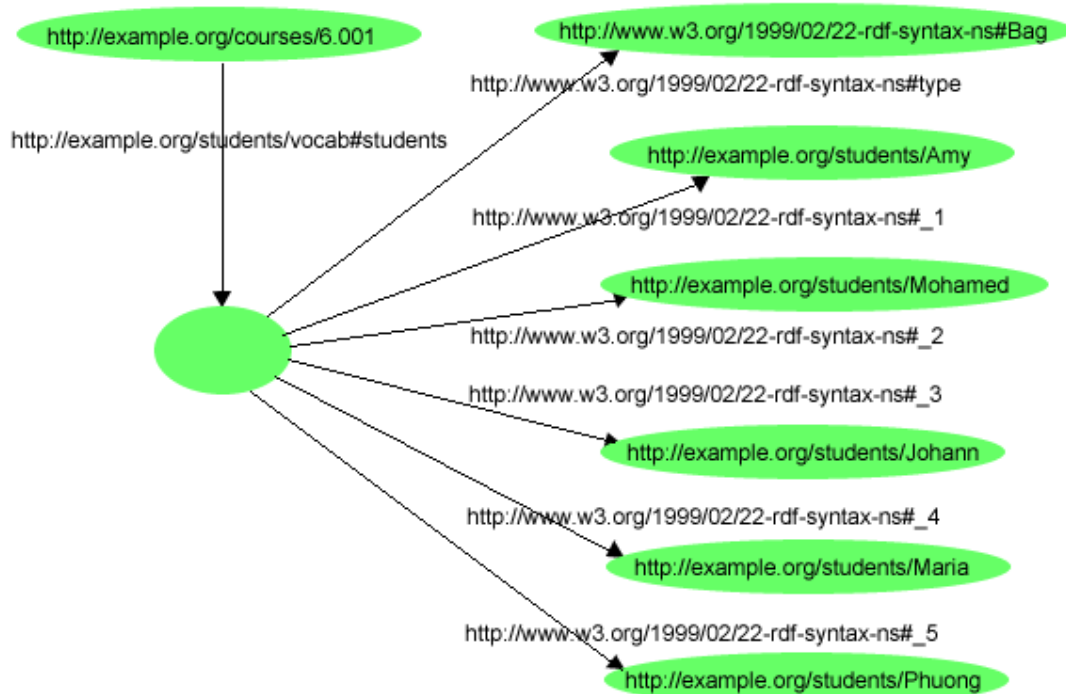 http://example.org/courses/6.001
http://www.w3.org/1999/02/22-rdf-syntax-ns#Bag
http://www.w3.org/1999/02/22-rdf-syntax-ns#type
http://example.org/students/vocab#students
http://example.org/students/Amy
http://www.w3.org/1999/02/22-rdf-syntax-ns#_1
http://example.org/students/Mohamed
http://www.w3.org/1999/02/22-rdf-syntax-ns#_2
http://www.w3.org/1999/02/22-rdf-syntax-ns#_3
http://example.org/students/Johann
http://www.w3.org/1999/02/22-rdf-syntax-ns#_4
http://example.org/students/Maria
http://www.w3.org/1999/02/22-rdf-syntax-ns#_5
http://example.org/students/Phuong